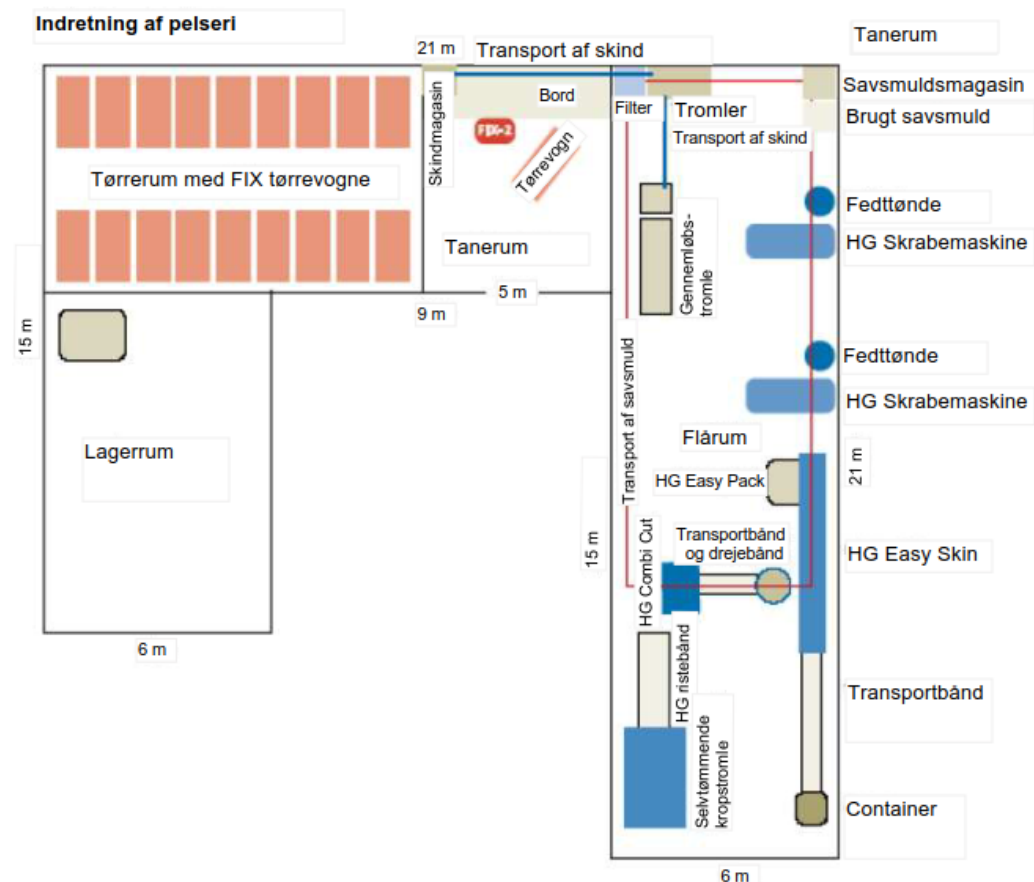 Indretning af pelseri
21 m
Transport af skind
Tanerum
Skindmagasin
Bord
Filter
Tromler
Savsmuldsmagasin
Brugt savsmuld
FIX-2
Tørrevogn
Transport af skind
Tørrerum med FIX tørrevogne
Fedttønde
HG Skrabemaskine
Tanerum
Gennemløbs-
tromle
5 m
9 m
15 m
Transport af savsmuld
Fedttønde
HG Skrabemaskine
Lagerrum
Flårum
21 m
HG Easy Pack
Transportbånd
og drejebånd
HG Easy Skin
15 m
HG Combi Cut
6 m
HG ristebånd
Selvtømmende
kropstromle
Transportbånd
Container
6 m